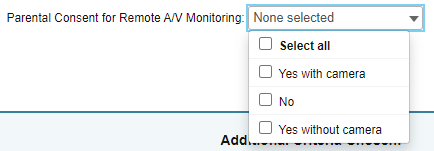 Parental Consent for Remote A/V Monitoring: None selected
Select all
Yes with camera
No
Yes without camera